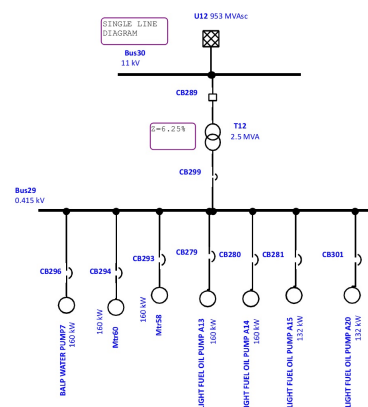 U12 953 MVAsc
SINGLE LINE
DIAGRAM
Bus30
11 kV
CB289
T12
2.5 MVA
Z=6,25%
CB299
Bus29
0.415 kV
CB296
CB294
CB293
CB279
CB280
CB281
CB301
BALP WATER PUMP7
160 kW
Mtr60
160 kW
Mtr58
160 kW
LIGHT FUEL OIL PUMP A13
160 kW
LIGHT FUEL OIL PUMP A14
160 kW
LIGHT FUEL OIL PUMP A15
132 kW
LIGHT FUEL OIL PUMP A20
132 kW